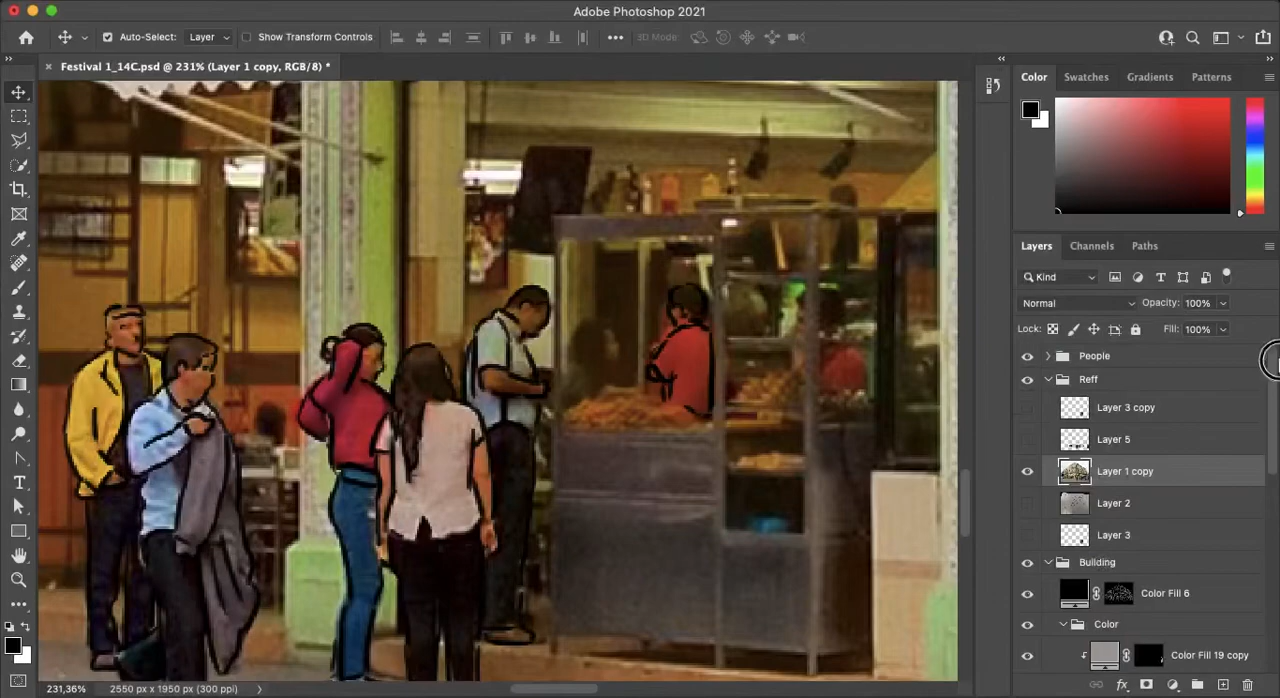 Adobe Photoshop 2021
Auto-Select: Layer Show Transform Controls 3D Mode:
Festival 1_14C.psd @ 231% (Layer 1 copy, RGB/8) *
Color Swatches Gradients Patterns
Layers Channels Paths
Kind
Normal Opacity: 100%
Lock: Fill: 100%
People
Reff
Layer 3 copy
Layer 5
Layer 1 copy
Layer 2
Layer 3
Building
Color Fill 6
Color
Color Fill 19 copy
231,36% 2550 px x 1950 px (300 ppi)